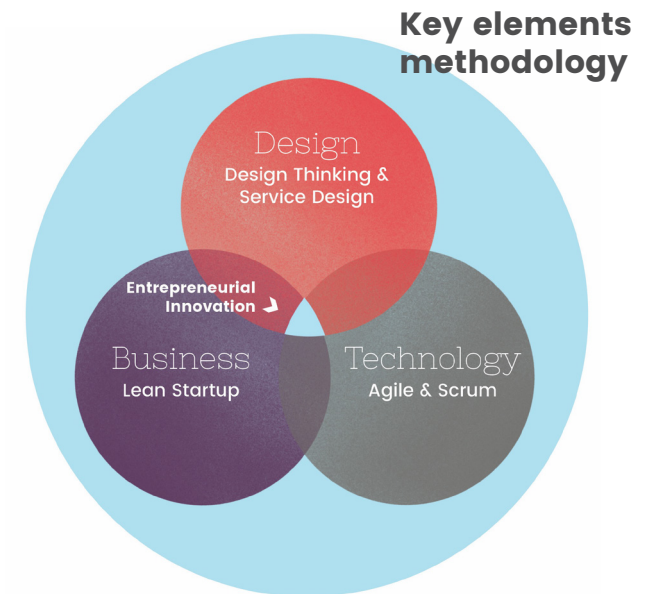 Key elements
methodology
Design
Design Thinking &
Service Design
Entrepreneurial
Innovation
Business
Lean Startup
Technology
Agile & Scrum